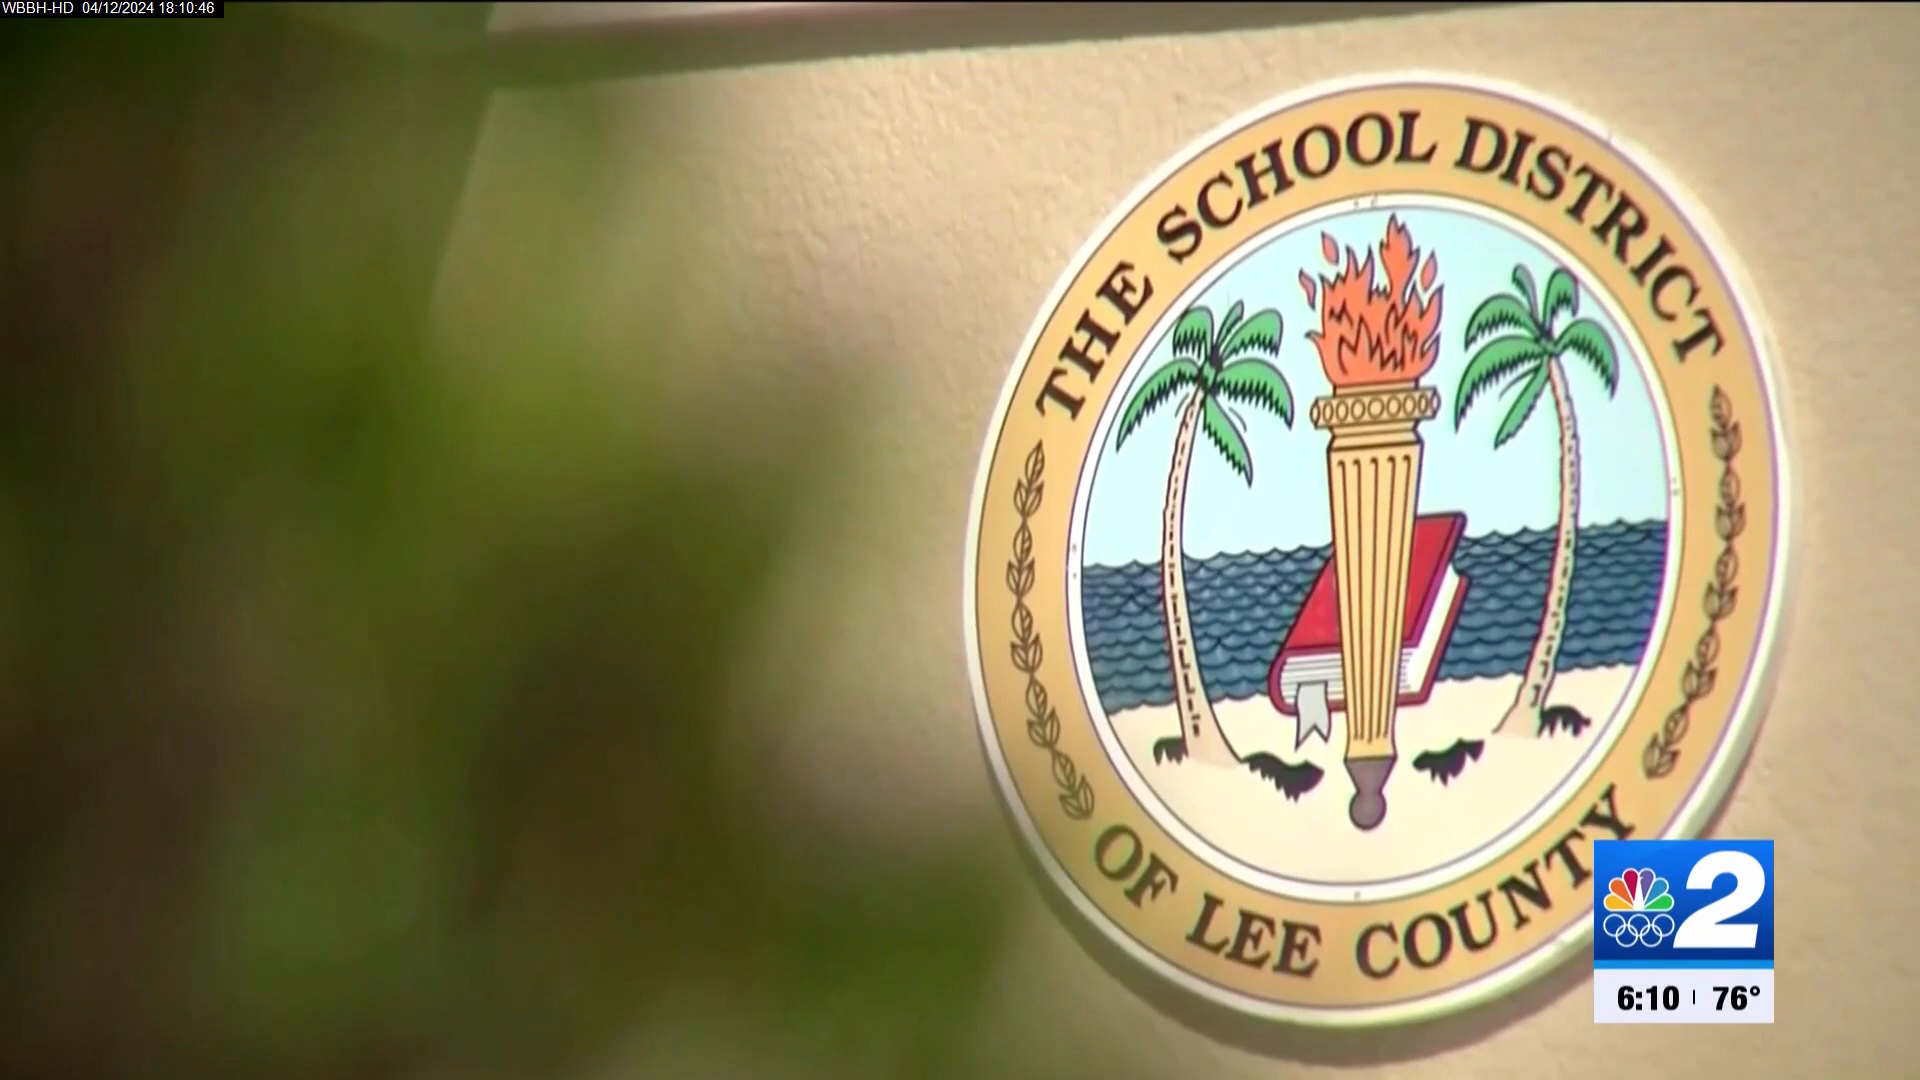 WBBH-HD 04/12/2024 18:10:46
THE SCHOOL DISTRICT
OF LEE COUNTY
2
6:10 76°